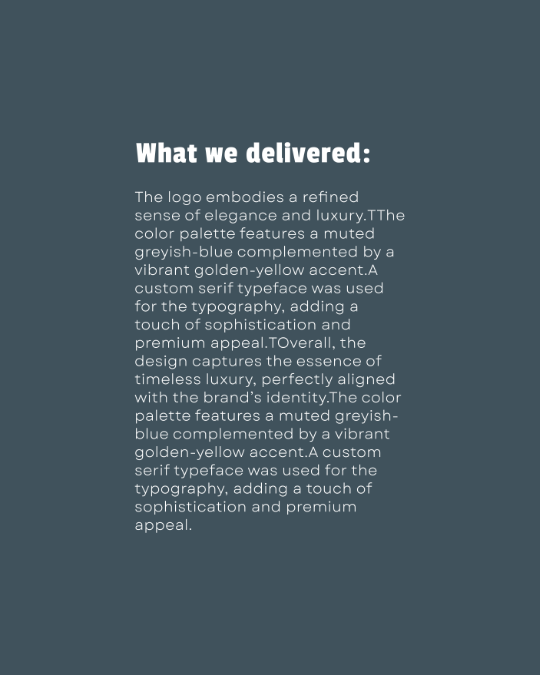 What we delivered:
The logo embodies a refined
sense of elegance and luxury.TThe
color palette features a muted
greyish-blue complemented by a
vibrant golden-yellow accent.A
custom serif typeface was used
for the typography, adding a
touch of sophistication and
premium appeal.TOverall, the
design captures the essence of
timeless luxury, perfectly aligned
with the brand's identity.The color
palette features a muted greyish-
blue complemented by a vibrant
golden-yellow accent.A custom
serif typeface was used for the
typography, adding a touch of
sophistication and premium
appeal.